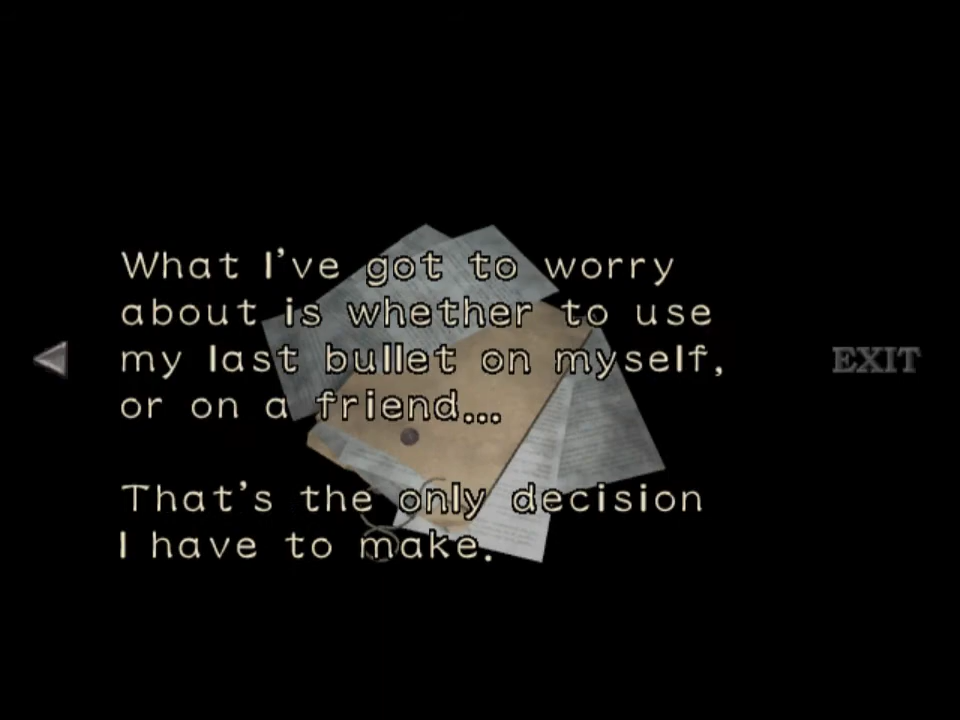 What I've got to worry
about is whether to use
my last bullet on myself,
or on a friend...
EXIT
That's the only decision
I have to make.